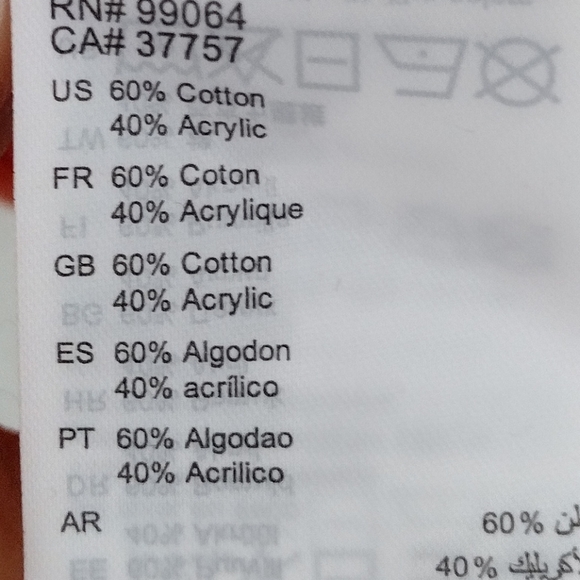 RN# 99064
CA# 37757
US 60% Cotton
40% Acrylic
FR 60% Coton
40% Acrylique
GB 60% Cotton
40% Acrylic
ES 60% Algodon
40% acrílico
PT 60% Algodao
40% Acrilico
AR 60%
40%